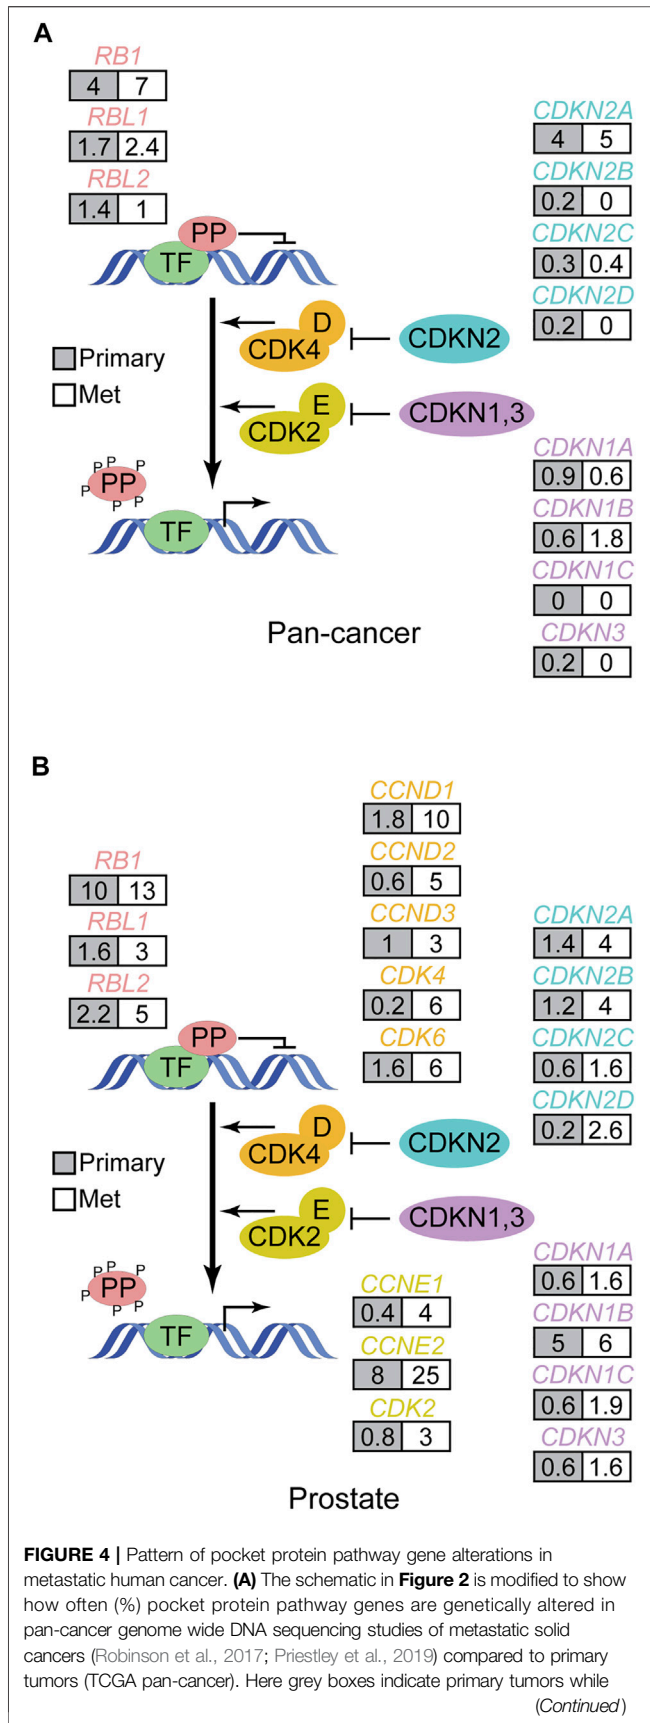 A
RB1
4 7
RBL1
1.7 2.4
RBL2
1.4 1
CDKN2A
4 5
CDKN2B
0.2 0
CDKN2C
0.3 0.4
CDKN2D
0.2 0
PP
TF
D
CDK4
CDKN2
Primary
Met
E
CDK2
CDKN1,3
P P P
P PP
P P
TF
CDKN1A
0.9 0.6
CDKN1B
0.6 1.8
CDKN1C
0 0
CDKN3
0.2 0
Pan-cancer
B
CCND1
1.8 10
CCND2
0.6 5
CCND3
1 3
CDK4
0.2 6
CDK6
1.6 6
RB1
10 13
RBL1
1.6 3
RBL2
2.2 5
CDKN2A
1.4 4
CDKN2B
1.2 4
CDKN2C
0.6 1.6
CDKN2D
0.2 2.6
PP
TF
D
CDK4
CDKN2
Primary
Met
E
CDK2
CDKN1,3
P P P
P PP
P P
TF
CCNE1
0.4 4
CCNE2
8 25
CDK2
0.8 3
CDKN1A
0.6 1.6
CDKN1B
5 6
CDKN1C
0.6 1.9
CDKN3
0.6 1.6
Prostate
FIGURE 4 | Pattern of pocket protein pathway gene alterations in
metastatic human cancer. (A) The schematic in Figure 2 is modified to show
how often (%) pocket protein pathway genes are genetically altered in
pan-cancer genome wide DNA sequencing studies of metastatic solid
cancers (Robinson et al., 2017; Priestley et al., 2019) compared to primary
tumors (TCGA pan-cancer). Here grey boxes indicate primary tumors while
(Continued)